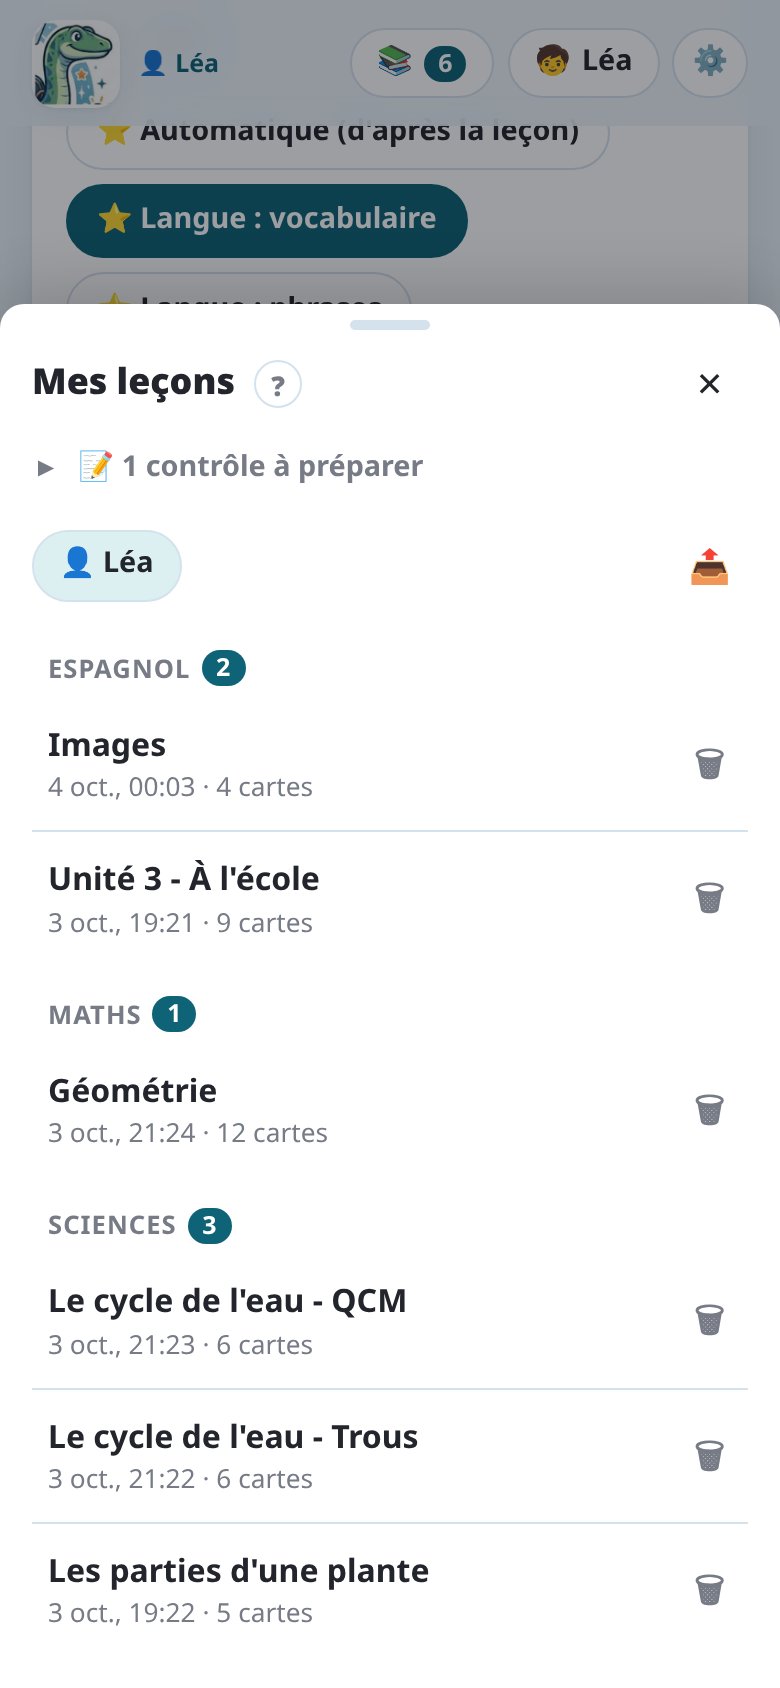 Léa
6
Léa
Automatique (d'après la leçon)
Langue : vocabulaire
Langue : phrases
Mes leçons ?
1 contrôle à préparer
Léa
ESPAGNOL 2
Images
4 oct., 00:03 · 4 cartes
Unité 3 - À l'école
3 oct., 19:21 · 9 cartes
MATHS 1
Géométrie
3 oct., 21:24 · 12 cartes
SCIENCES 3
Le cycle de l'eau - QCM
3 oct., 21:23 · 6 cartes
Le cycle de l'eau - Trous
3 oct., 21:22 · 6 cartes
Les parties d'une plante
3 oct., 19:22 · 5 cartes